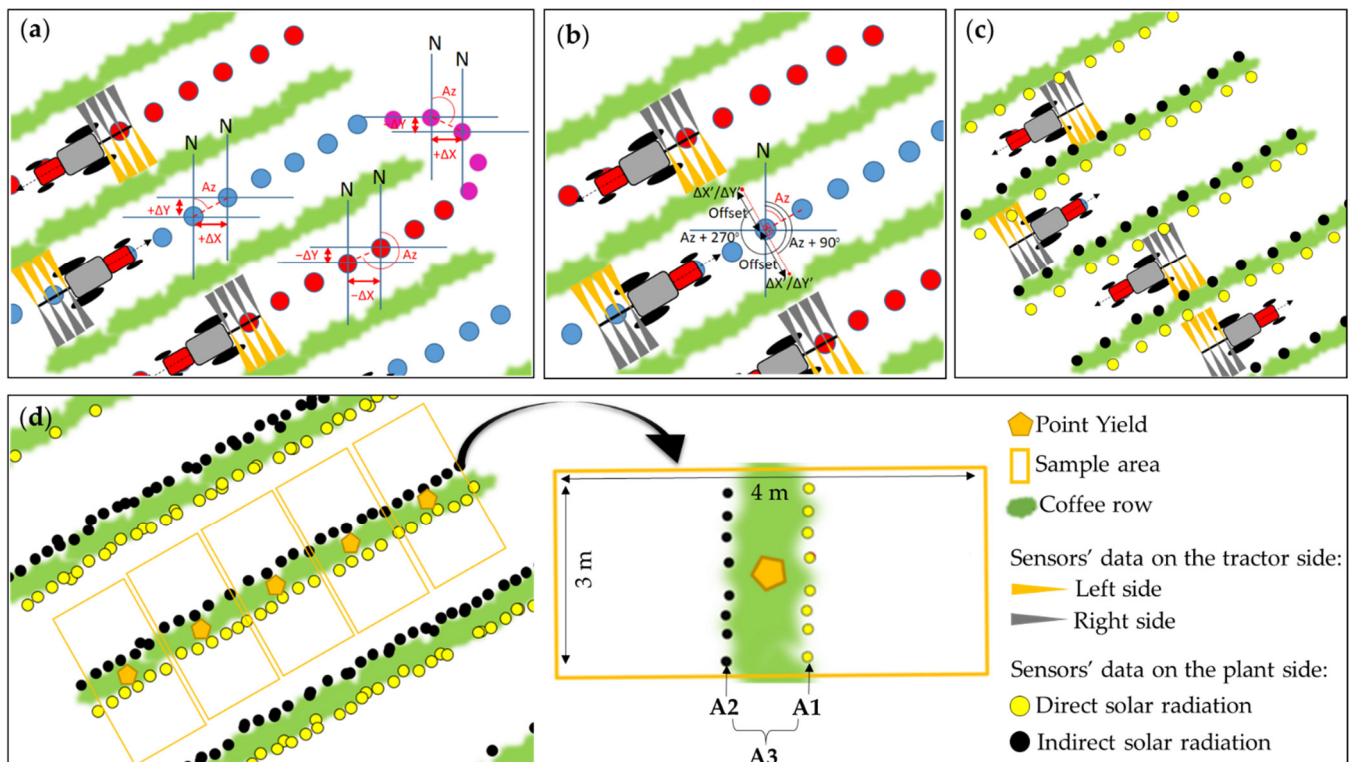 (a)
N
N
Az
+ΔY
+ΔX
N
N
Az
−ΔY
−ΔX
N
N
Az
−ΔY
+ΔX
(b)
N
ΔX'/ΔY'
Az
Offset
Az + 270°
Az + 90°
Offset
ΔX'/ΔY'
(c)
(d)
4 m
3 m
A2
A1
A3
Point Yield
Sample area
Coffee row
Sensors' data on the tractor side:
Left side
Right side
Sensors' data on the plant side:
Direct solar radiation
Indirect solar radiation